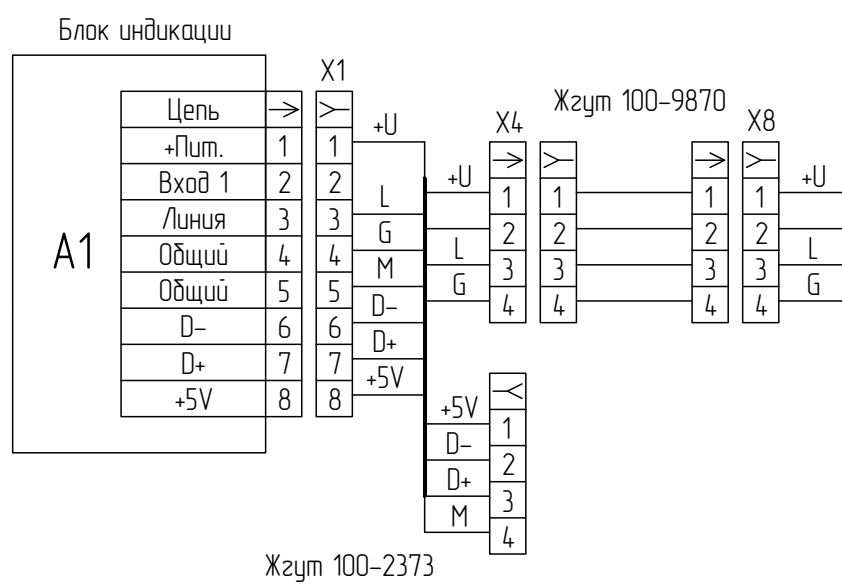 Блок индикации
A1
X1
Цепь
+Пит. 1 1 +U
Вход 1 2 2
Линия 3 3 L
Общий 4 4 G
Общий 5 5 M
D- 6 6 D-
D+ 7 7 D+
+5V 8 8 +5V
Жгут 100-9870
X4 X8
+U 1 1 1 1 +U
2 2 2 2
L 3 3 3 3 L
G 4 4 4 4 G
+5V 1
D- 2
D+ 3
M 4
Жгут 100-2373